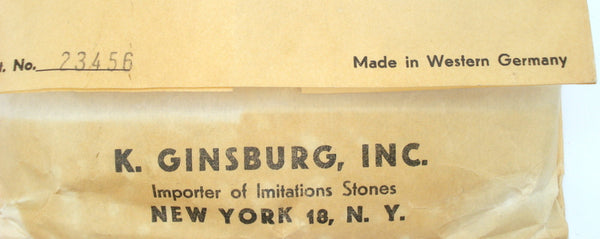 No. 23456
Made in Western Germany
K. GINSBURG, INC.
Importer of Imitations Stones
NEW YORK 18, N. Y.